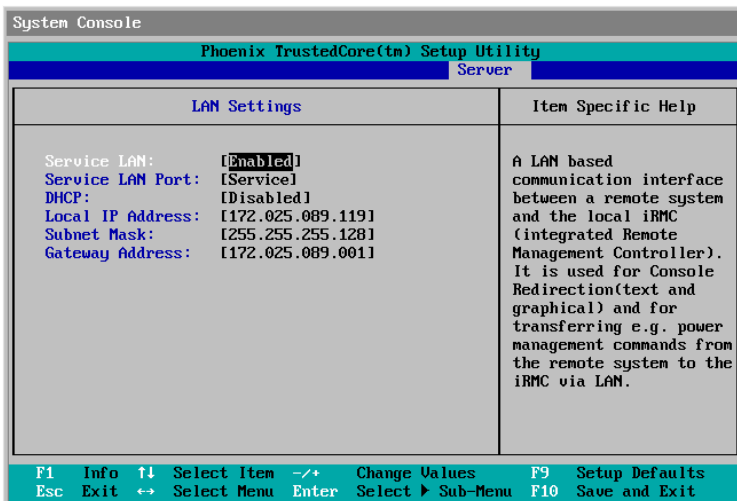 System Console
Phoenix TrustedCore(tm) Setup Utility
Server
LAN Settings
Item Specific Help
Service LAN: [Enabled]
Service LAN Port: [Service]
DHCP: [Disabled]
Local IP Address: [172.025.089.119]
Subnet Mask: [255.255.255.128]
Gateway Address: [172.025.089.001]
A LAN based
communication interface
between a remote system
and the local iRMC
(integrated Remote
Management Controller).
It is used for Console
Redirection(text and
graphical) and for
transferring e.g. power
management commands from
the remote system to the
iRMC via LAN.
F1 Info ↑↓ Select Item -/+ Change Values F9 Setup Defaults
Esc Exit ↔ Select Menu Enter Select ▶ Sub-Menu F10 Save and Exit